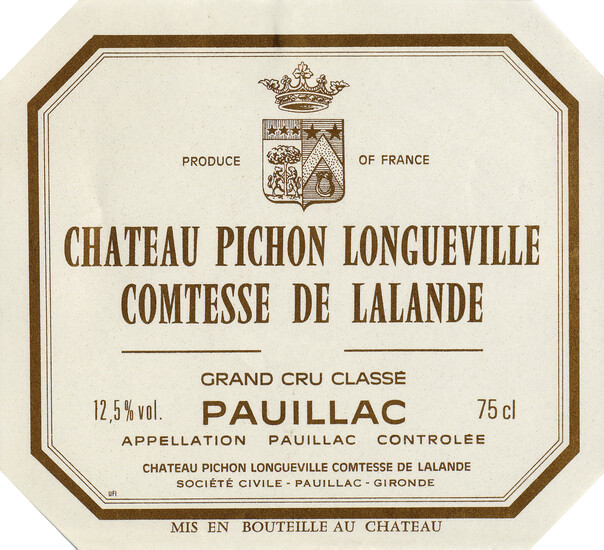 PRODUCE OF FRANCE
CHATEAU PICHON LONGUEVILLE
COMTESSE DE LALANDE
GRAND CRU CLASSÉ
12,5% vol. PAUILLAC 75 cl
APPELLATION PAUILLAC CONTROLÉE
CHATEAU PICHON LONGUEVILLE COMTESSE DE LALANDE
SOCIÉTÉ CIVILE - PAUILLAC - GIRONDE
UFI
MIS EN BOUTEILLE AU CHATEAU